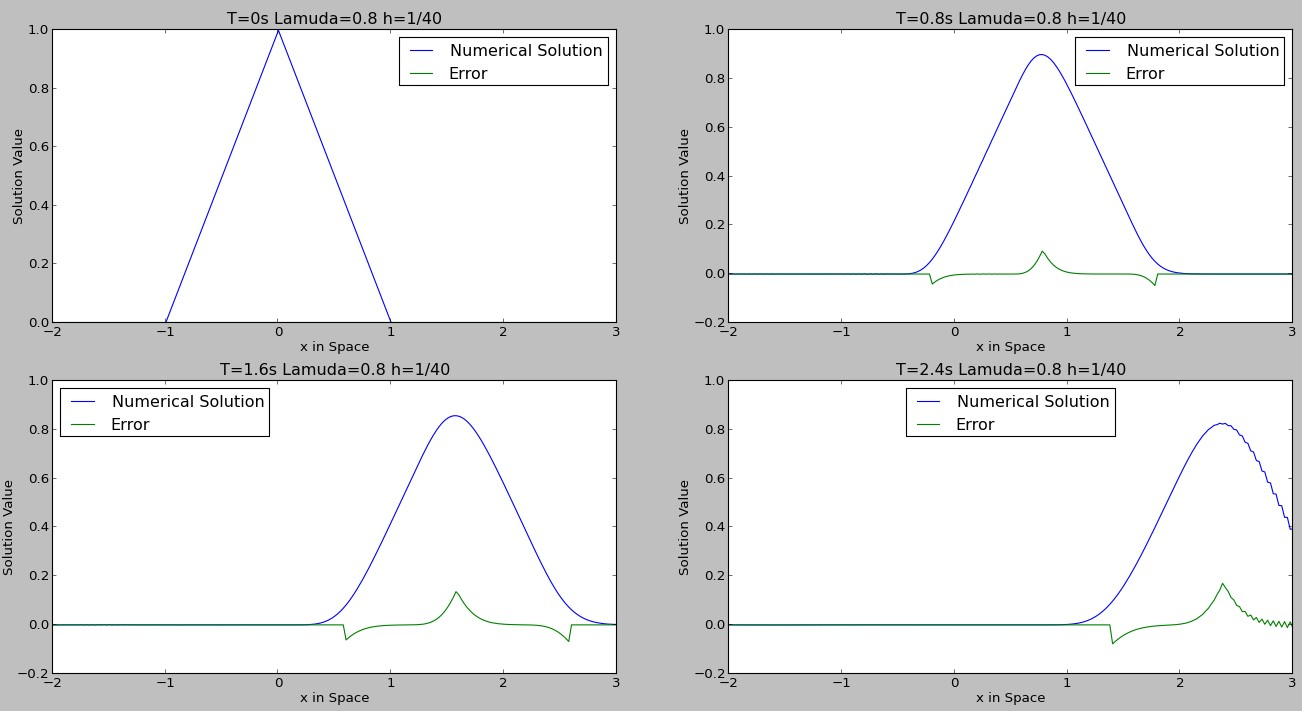 T=0s Lamuda=0.8 h=1/40
Numerical Solution
Error
Solution Value
1.0
0.8
0.6
0.4
0.2
0.0
−2 −1 0 1 2 3
x in Space
T=0.8s Lamuda=0.8 h=1/40
Numerical Solution
Error
Solution Value
1.0
0.8
0.6
0.4
0.2
0.0
−0.2
−2 −1 0 1 2 3
x in Space
T=1.6s Lamuda=0.8 h=1/40
Numerical Solution
Error
Solution Value
1.0
0.8
0.6
0.4
0.2
0.0
−0.2
−2 −1 0 1 2 3
x in Space
T=2.4s Lamuda=0.8 h=1/40
Numerical Solution
Error
Solution Value
1.0
0.8
0.6
0.4
0.2
0.0
−0.2
−2 −1 0 1 2 3
x in Space